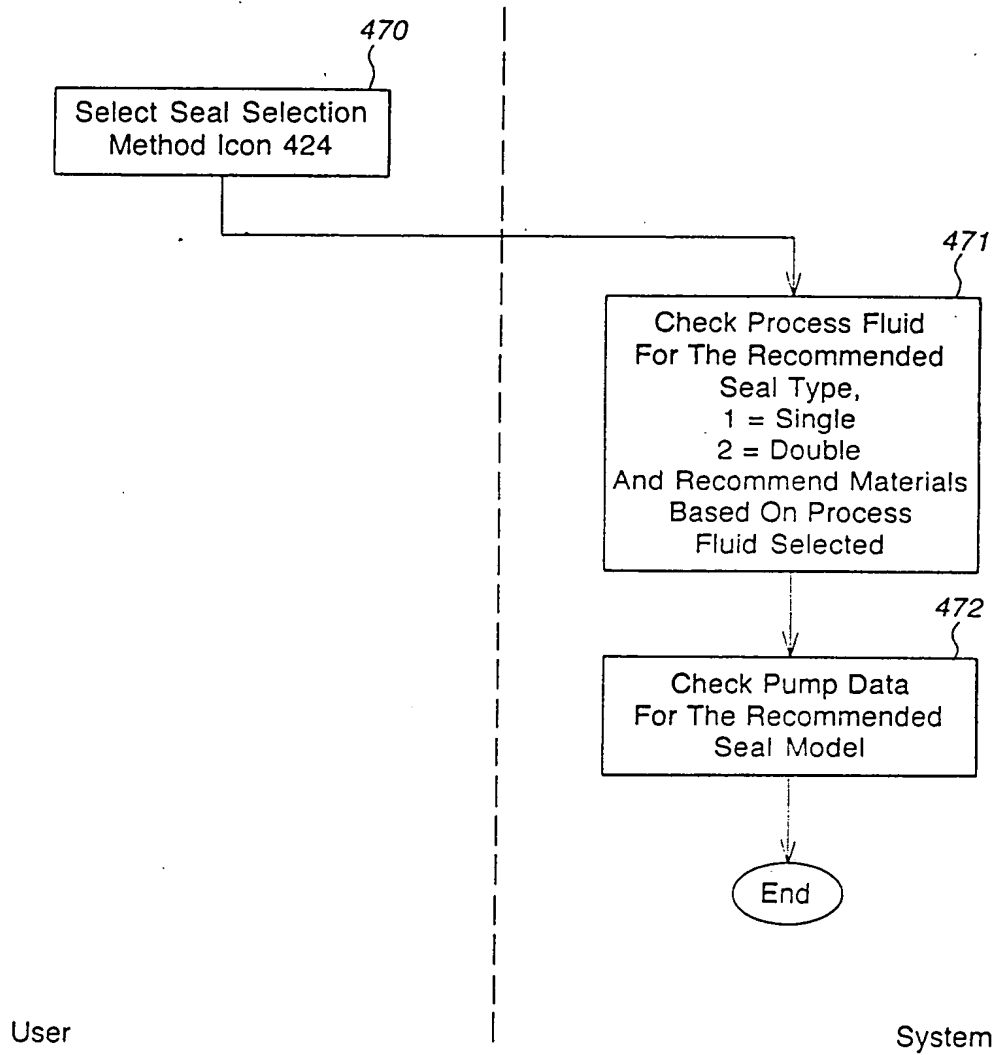 470
Select Seal Selection
Method Icon 424
471
Check Process Fluid
For The Recommended
Seal Type,
1 = Single
2 = Double
And Recommend Materials
Based On Process
Fluid Selected
472
Check Pump Data
For The Recommended
Seal Model
End
User
System